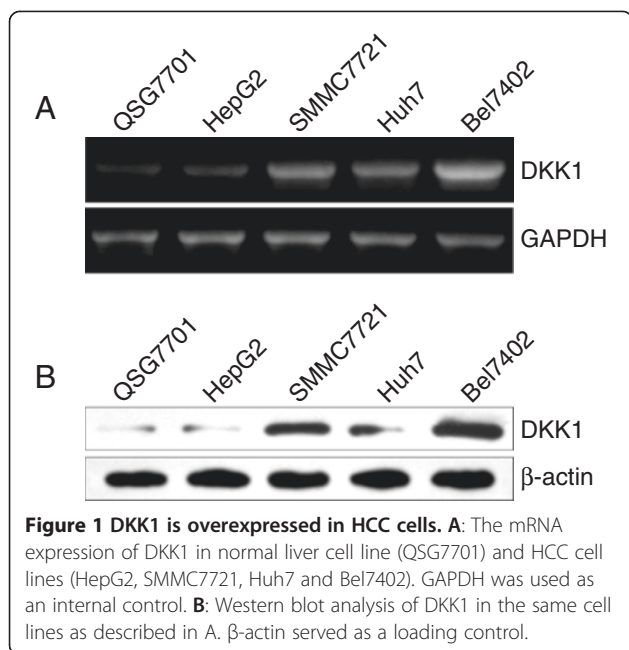 A
QSG7701 HepG2 SMMC7721 Huh7 Bel7402
DKK1
GAPDH
B
QSG7701 HepG2 SMMC7721 Huh7 Bel7402
DKK1
β-actin
Figure 1 DKK1 is overexpressed in HCC cells. A: The mRNA
expression of DKK1 in normal liver cell line (QSG7701) and HCC cell
lines (HepG2, SMMC7721, Huh7 and Bel7402). GAPDH was used as
an internal control. B: Western blot analysis of DKK1 in the same cell
lines as described in A. β-actin served as a loading control.